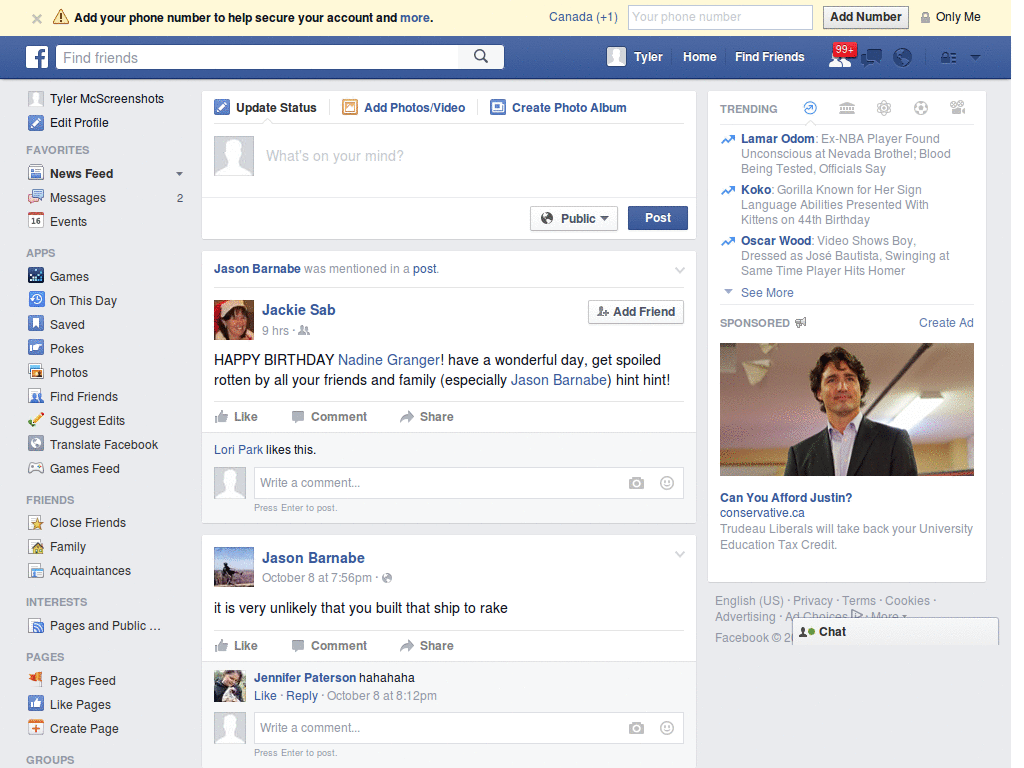 Add your phone number to help secure your account and more.
Canada (+1)
Your phone number
Add Number
Only Me
Find friends
Tyler
Home
Find Friends
99+
Tyler McScreenshots
Edit Profile
FAVORITES
News Feed
Messages 2
16 Events
APPS
Games
On This Day
Saved
Pokes
Photos
Find Friends
Suggest Edits
Translate Facebook
Games Feed
FRIENDS
Close Friends
Family
Acquaintances
INTERESTS
Pages and Public ...
PAGES
Pages Feed
Like Pages
Create Page
GROUPS
Update Status
Add Photos/Video
Create Photo Album
What's on your mind?
Public
Post
Jason Barnabe was mentioned in a post.
Jackie Sab
9 hrs ·
Add Friend
HAPPY BIRTHDAY Nadine Granger! have a wonderful day, get spoiled
rotten by all your friends and family (especially Jason Barnabe) hint hint!
Like Comment Share
Lori Park likes this.
Write a comment...
Press Enter to post.
Jason Barnabe
October 8 at 7:56pm ·
it is very unlikely that you built that ship to rake
Like Comment Share
Jennifer Paterson hahahaha
Like · Reply · October 8 at 8:12pm
Write a comment...
Press Enter to post.
TRENDING
Lamar Odom: Ex-NBA Player Found
Unconscious at Nevada Brothel; Blood
Being Tested, Officials Say
Koko: Gorilla Known for Her Sign
Language Abilities Presented With
Kittens on 44th Birthday
Oscar Wood: Video Shows Boy,
Dressed as José Bautista, Swinging at
Same Time Player Hits Homer
See More
SPONSORED
Create Ad
Can You Afford Justin?
conservative.ca
Trudeau Liberals will take back your University
Education Tax Credit.
English (US) · Privacy · Terms · Cookies ·
Advertising · Ad Choices · More
Facebook © 2
Chat